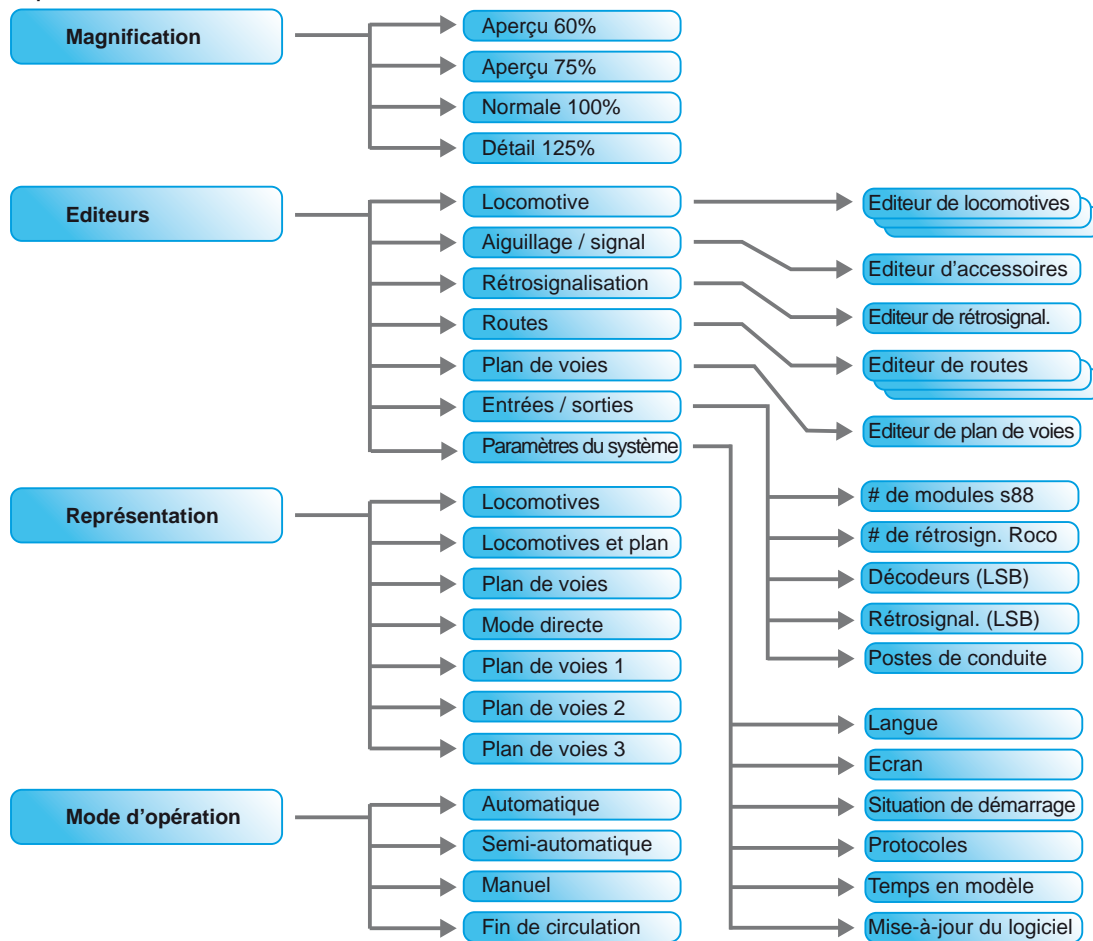 Magnification
Aperçu 60%
Aperçu 75%
Normale 100%
Détail 125%
Editeurs
Locomotive
Aiguillage / signal
Rétrosignalisation
Routes
Plan de voies
Entrées / sorties
Paramètres du système
Editeur de locomotives
Editeur d’accessoires
Editeur de rétrosignal.
Editeur de routes
Editeur de plan de voies
# de modules s88
# de rétrosign. Roco
Décodeurs (LSB)
Rétrosignal. (LSB)
Postes de conduite
Langue
Ecran
Situation de démarrage
Protocoles
Temps en modèle
Mise-à-jour du logiciel
Représentation
Locomotives
Locomotives et plan
Plan de voies
Mode directe
Plan de voies 1
Plan de voies 2
Plan de voies 3
Mode d’opération
Automatique
Semi-automatique
Manuel
Fin de circulation